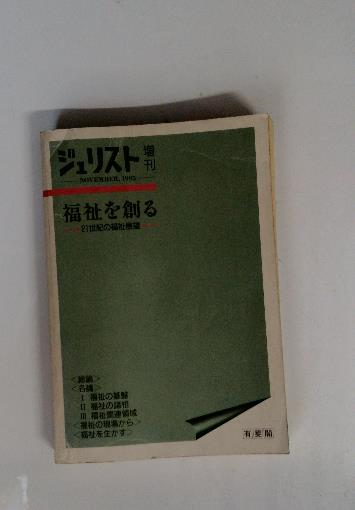 ジュリスト 増刊
NOVEMBER, 1995
福祉を創る
21世紀の福祉展望
<総論>
<各論>
I 福祉の基盤
II 福祉の諸相
III 福祉関連領域
<福祉の現場から>
<福祉を生かす>
有斐閣